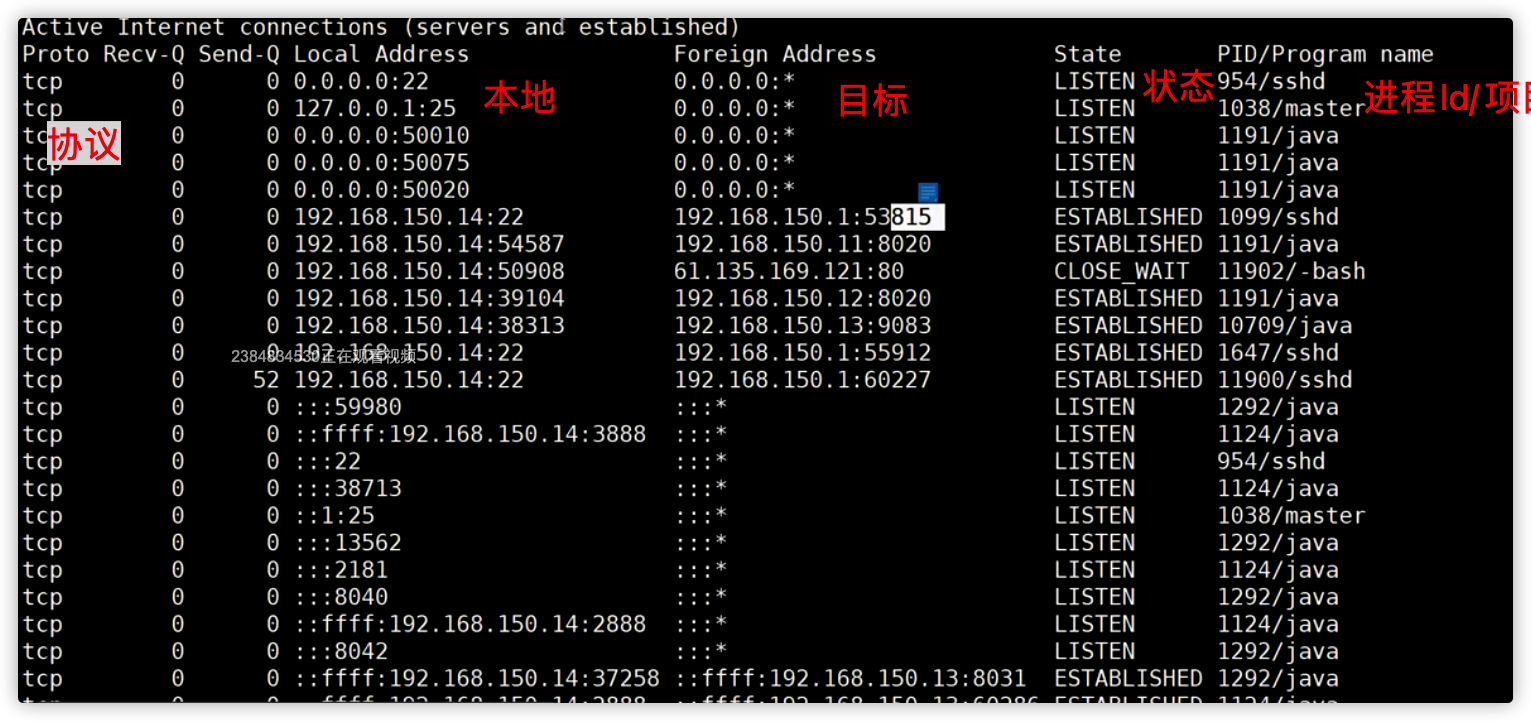 Active Internet connections (servers and established)
Proto Recv-Q Send-Q Local Address Foreign Address State PID/Program name
tcp 0 0 0.0.0.0:22 0.0.0.0:* LISTEN 954/sshd
本地 目标 状态 进程Id/项目
tcp 0 0 127.0.0.1:25 0.0.0.0:* LISTEN 1038/master
tcp 0 0 0.0.0.0:50010 0.0.0.0:* LISTEN 1191/java
协议
tcp 0 0 0.0.0.0:50075 0.0.0.0:* LISTEN 1191/java
tcp 0 0 0.0.0.0:50020 0.0.0.0:* LISTEN 1191/java
tcp 0 0 192.168.150.14:22 192.168.150.1:53815 ESTABLISHED 1099/sshd
tcp 0 0 192.168.150.14:54587 192.168.150.11:8020 ESTABLISHED 1191/java
tcp 0 0 192.168.150.14:50908 61.135.169.121:80 CLOSE_WAIT 11902/-bash
tcp 0 0 192.168.150.14:39104 192.168.150.12:8020 ESTABLISHED 1191/java
tcp 0 0 192.168.150.14:38313 192.168.150.13:9083 ESTABLISHED 10709/java
tcp 0 0 192.168.150.14:22 192.168.150.1:55912 ESTABLISHED 1647/sshd
2384834530正在观看视频
tcp 0 52 192.168.150.14:22 192.168.150.1:60227 ESTABLISHED 11900/sshd
tcp 0 0 :::59980 :::* LISTEN 1292/java
tcp 0 0 ::ffff:192.168.150.14:3888 :::* LISTEN 1124/java
tcp 0 0 :::22 :::* LISTEN 954/sshd
tcp 0 0 :::38713 :::* LISTEN 1124/java
tcp 0 0 ::1:25 :::* LISTEN 1038/master
tcp 0 0 :::13562 :::* LISTEN 1292/java
tcp 0 0 :::2181 :::* LISTEN 1124/java
tcp 0 0 :::8040 :::* LISTEN 1292/java
tcp 0 0 ::ffff:192.168.150.14:2888 :::* LISTEN 1124/java
tcp 0 0 :::8042 :::* LISTEN 1292/java
tcp 0 0 ::ffff:192.168.150.14:37258 ::ffff:192.168.150.13:8031 ESTABLISHED 1292/java